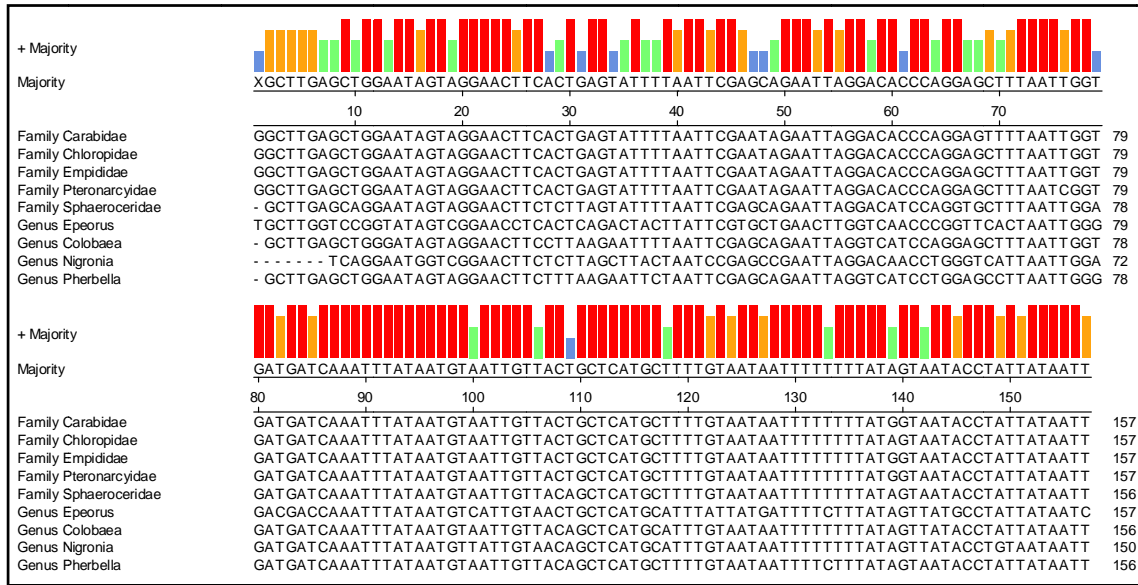 + Majority
Majority XGCTTGAGCTGGAATAGTAGGAACTTCACTGAGTATTTTAATTCGAGCAGAATTAGGACACCCAGGAGCTTTAATTGGT
10 20 30 40 50 60 70
Family Carabidae GGCTTGAGCTGGAATAGTAGGAACTTCACTGAGTATTTTAATTCGAATAGAATTAGGACACCCAGGAGTTTTAATTGGT 79
Family Chloropidae GGCTTGAGCTGGAATAGTAGGAACTTCACTGAGTATTTTAATTCGAATAGAATTAGGACACCCAGGAGCTTTAATTGGT 79
Family Empididae GGCTTGAGCTGGAATAGTAGGAACTTCACTGAGTATTTTAATTCGAATAGAATTAGGACACCCAGGAGCTTTAATTGGT 79
Family Pteronarcyidae GGCTTGAGCTGGAATAGTAGGAACTTCACTGAGTATTTTAATTCGAATAGAATTAGGACACCCAGGAGCTTTAATCGGT 79
Family Sphaeroceridae -GCTTGAGCAGGAATAGTAGGAACTTCTCTTAGTATTTTAATTCGAGCAGAATTAGGACATCCAGGTGCTTTAATTGGA 78
Genus Epeorus TGCTTGGTCCGGTATAGTCGGAACCTCACTCAGACTACTTATTCGTGCTGAACTTGGTCAACCCGGTTCACTAATTGGG 79
Genus Colobaea -GCTTGAGCTGGGATAGTAGGAACTTCCTTAAGAATTTTAATTCGAGCAGAATTAGGTCATCCAGGAGCTTTAATTGGT 78
Genus Nigronia -------TCAGGAATGGTCGGAACTTCTCTTAGCTTACTAATCCGAGCCGAATTAGGACAACCTGGGTCATTAATTGGA 72
Genus Pherbella -GCTTGAGCTGGAATAGTAGGAACTTCTTTAAGAATTCTAATTCGAGCAGAATTAGGTCATCCTGGAGCCTTAATTGGG 78
+ Majority
Majority GATGATCAAATTTATAATGTAATTGTTACTGCTCATGCTTTTGTAATAATTTTTTTTATAGTAATACCTATTATAATT
80 90 100 110 120 130 140 150
Family Carabidae GATGATCAAATTTATAATGTAATTGTTACTGCTCATGCTTTTGTAATAATTTTTTTTATGGTAATACCTATTATAATT 157
Family Chloropidae GATGATCAAATTTATAATGTAATTGTTACTGCTCATGCTTTTGTAATAATTTTTTTTATAGTAATACCTATTATAATT 157
Family Empididae GATGATCAAATTTATAATGTAATTGTTACTGCTCATGCTTTTGTAATAATTTTTTTTATGGTAATACCTATTATAATT 157
Family Pteronarcyidae GATGATCAAATTTATAATGTAATTGTTACTGCTCATGCTTTTGTAATAATTTTTTTTATGGTAATACCTATTATAATT 157
Family Sphaeroceridae GATGATCAAATTTATAATGTAATTGTTACAGCTCATGCTTTTGTAATAATTTTTTTTATAGTAATACCTATTATAATT 156
Genus Epeorus GACGACCAAATTTATAATGTCATTGTAACTGCTCATGCATTTATTATGATTTTCTTTATAGTTATGCCTATTATAATC 157
Genus Colobaea GATGATCAAATTTATAATGTAATTGTTACAGCTCATGCTTTTGTAATAATTTTTTTTATAGTTATACCTATTATAATT 156
Genus Nigronia GATGATCAAATTTATAATGTTATTGTAACAGCTCATGCATTTGTAATAATTTTTTTTATAGTTATACCTGTAATAATT 150
Genus Pherbella GATGATCAAATTTATAATGTAATTGTTACAGCTCATGCTTTTGTAATAATTTTCTTTATAGTAATACCTATTATAATT 156